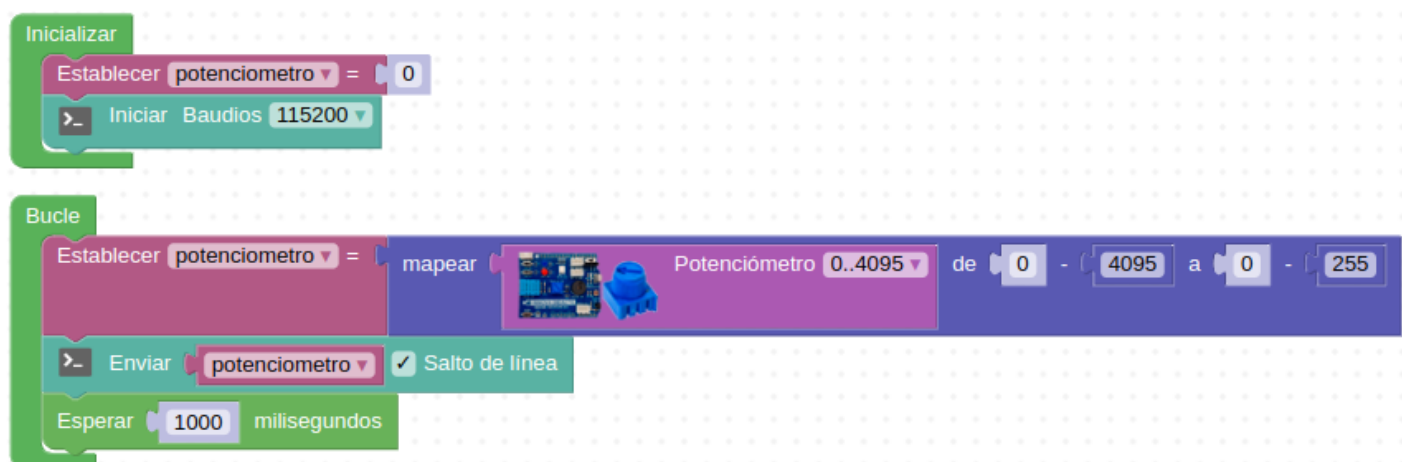 Inicializar
Establecer potenciometro = 0
>_ Iniciar Baudios 115200
Bucle
Establecer potenciometro = mapear Potenciómetro 0..4095 de 0 - 4095 a 0 - 255
>_ Enviar potenciometro ✓ Salto de línea
Esperar 1000 milisegundos